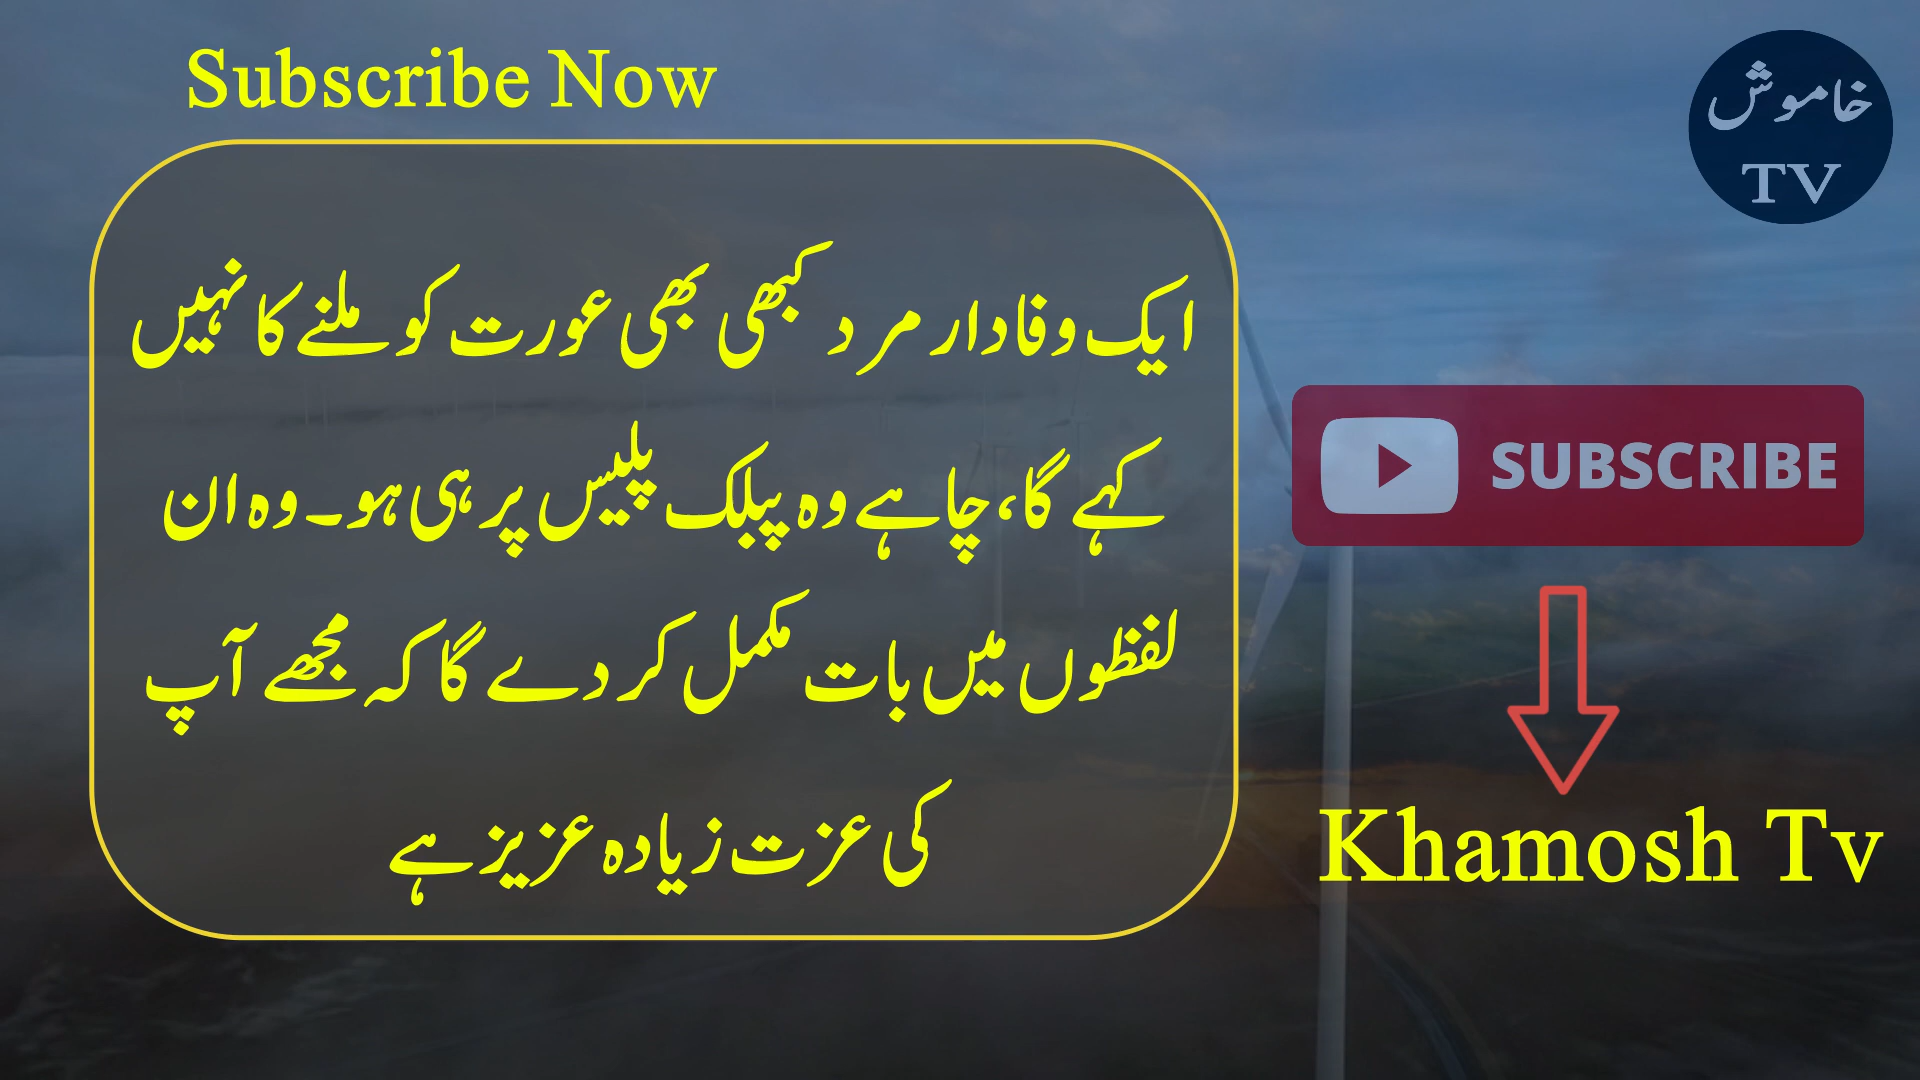 Subscribe Now
خاموش
TV
ایک وفادار مرد کبھی بھی عورت کو ملنے کا نہیں
کہے گا، چاہے وہ پبلک پلیس پر ہی ہو۔ وہ ان
لفظوں میں بات مکمل کر دے گا کہ مجھے آپ
کی عزت زیادہ عزیز ہے
SUBSCRIBE
Khamosh Tv